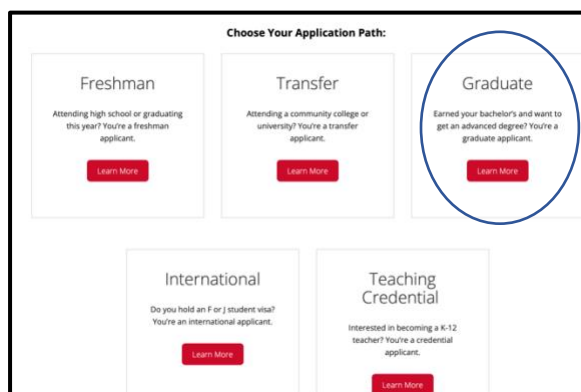 Choose Your Application Path:
Freshman
Attending high school or graduating
this year? You're a freshman
applicant.
Learn More
Transfer
Attending a community college or
university? You're a transfer
applicant.
Learn More
Graduate
Earned your bachelor's and want to
get an advanced degree? You're a
graduate applicant.
Learn More
International
Do you hold an F or J student visa?
You're an international applicant.
Learn More
Teaching
Credential
Interested in becoming a K-12
teacher? You're a credential
applicant.
Learn More